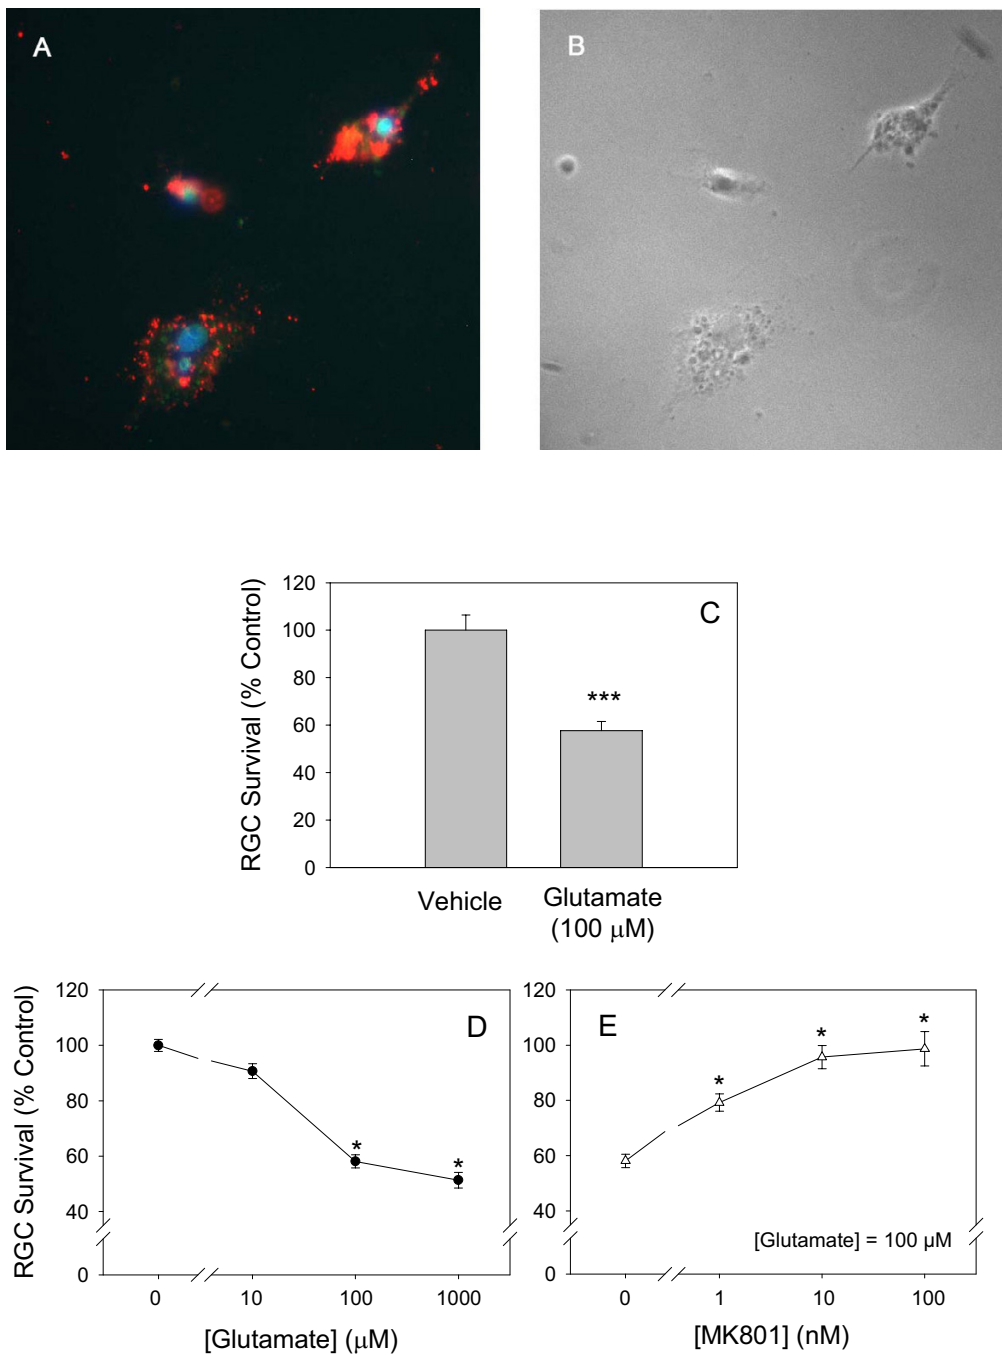 A
B
RGC Survival (% Control)
120
100
80
60
40
20
0
C
***
Vehicle
Glutamate
(100 μM)
RGC Survival (% Control)
120
100
80
60
40
0
D
*
*
0
10
100
1000
[Glutamate] (μM)
120
100
80
60
40
0
E
*
*
*
[Glutamate] = 100 µM
0
1
10
100
[MK801] (nM)